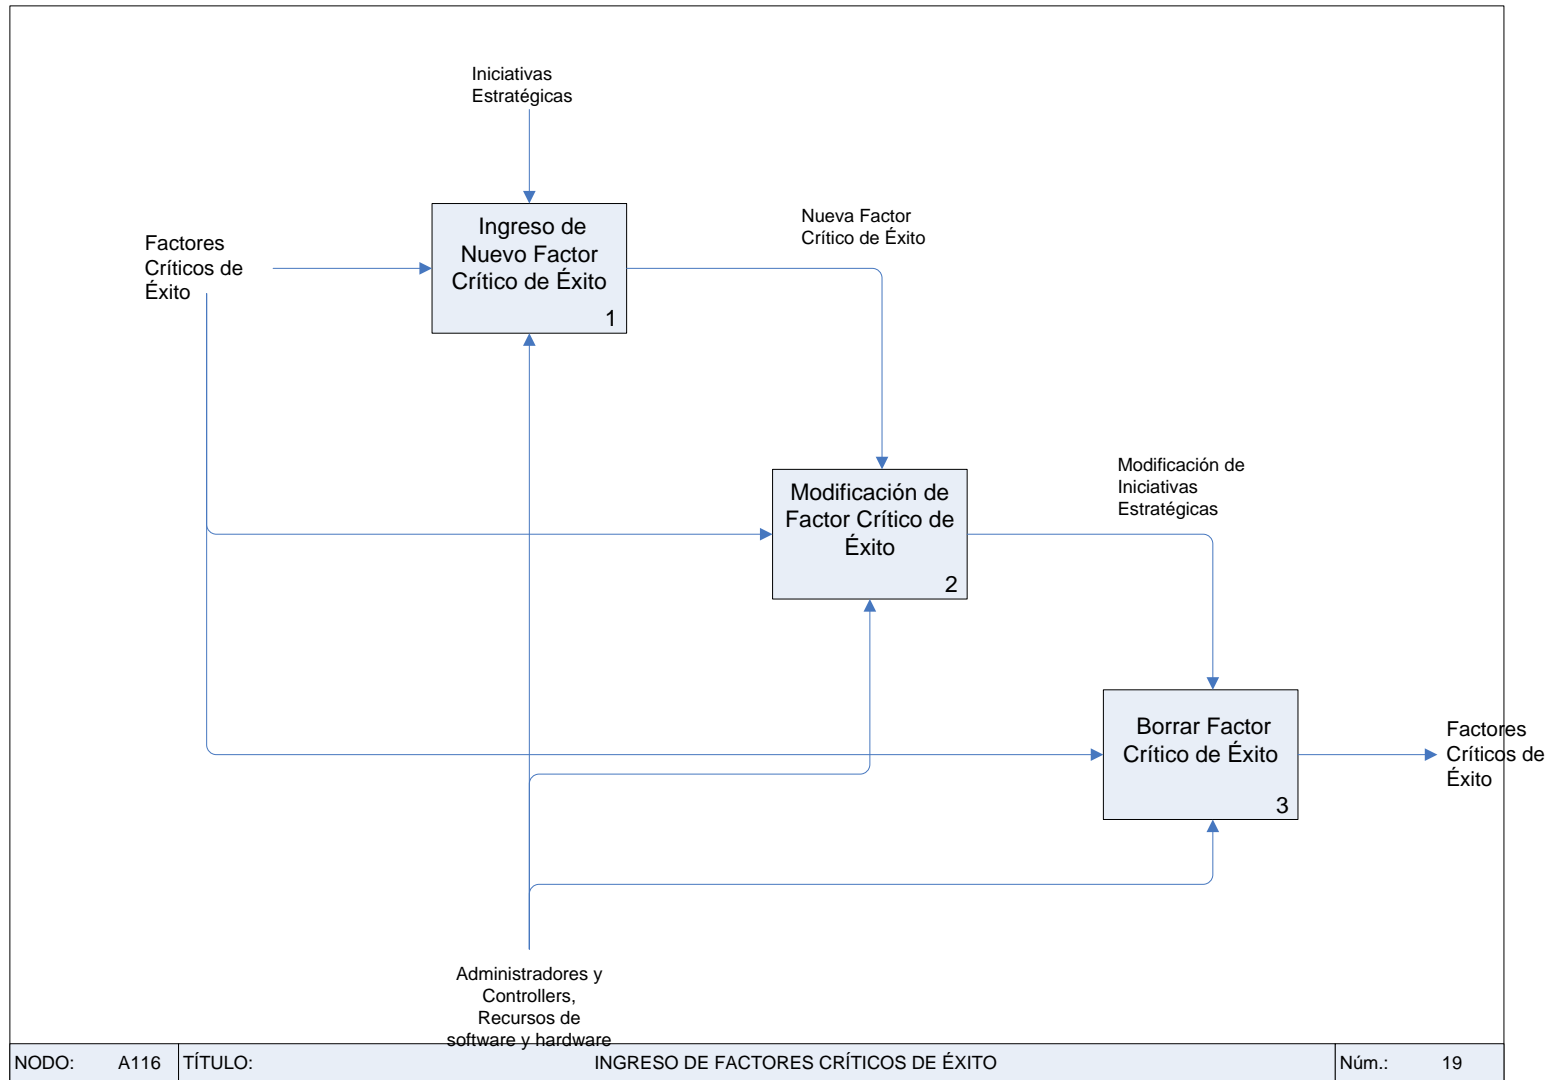 Iniciativas
Estratégicas
Ingreso de
Nuevo Factor
Crítico de Éxito
1
Nueva Factor
Crítico de Éxito
Factores
Críticos de
Éxito
Modificación de
Factor Crítico de
Éxito
2
Modificación de
Iniciativas
Estratégicas
Borrar Factor
Crítico de Éxito
3
Factores
Críticos de
Éxito
Administradores y
Controllers,
Recursos de
software y hardware
NODO: A116 TÍTULO: INGRESO DE FACTORES CRÍTICOS DE ÉXITO Núm.: 19